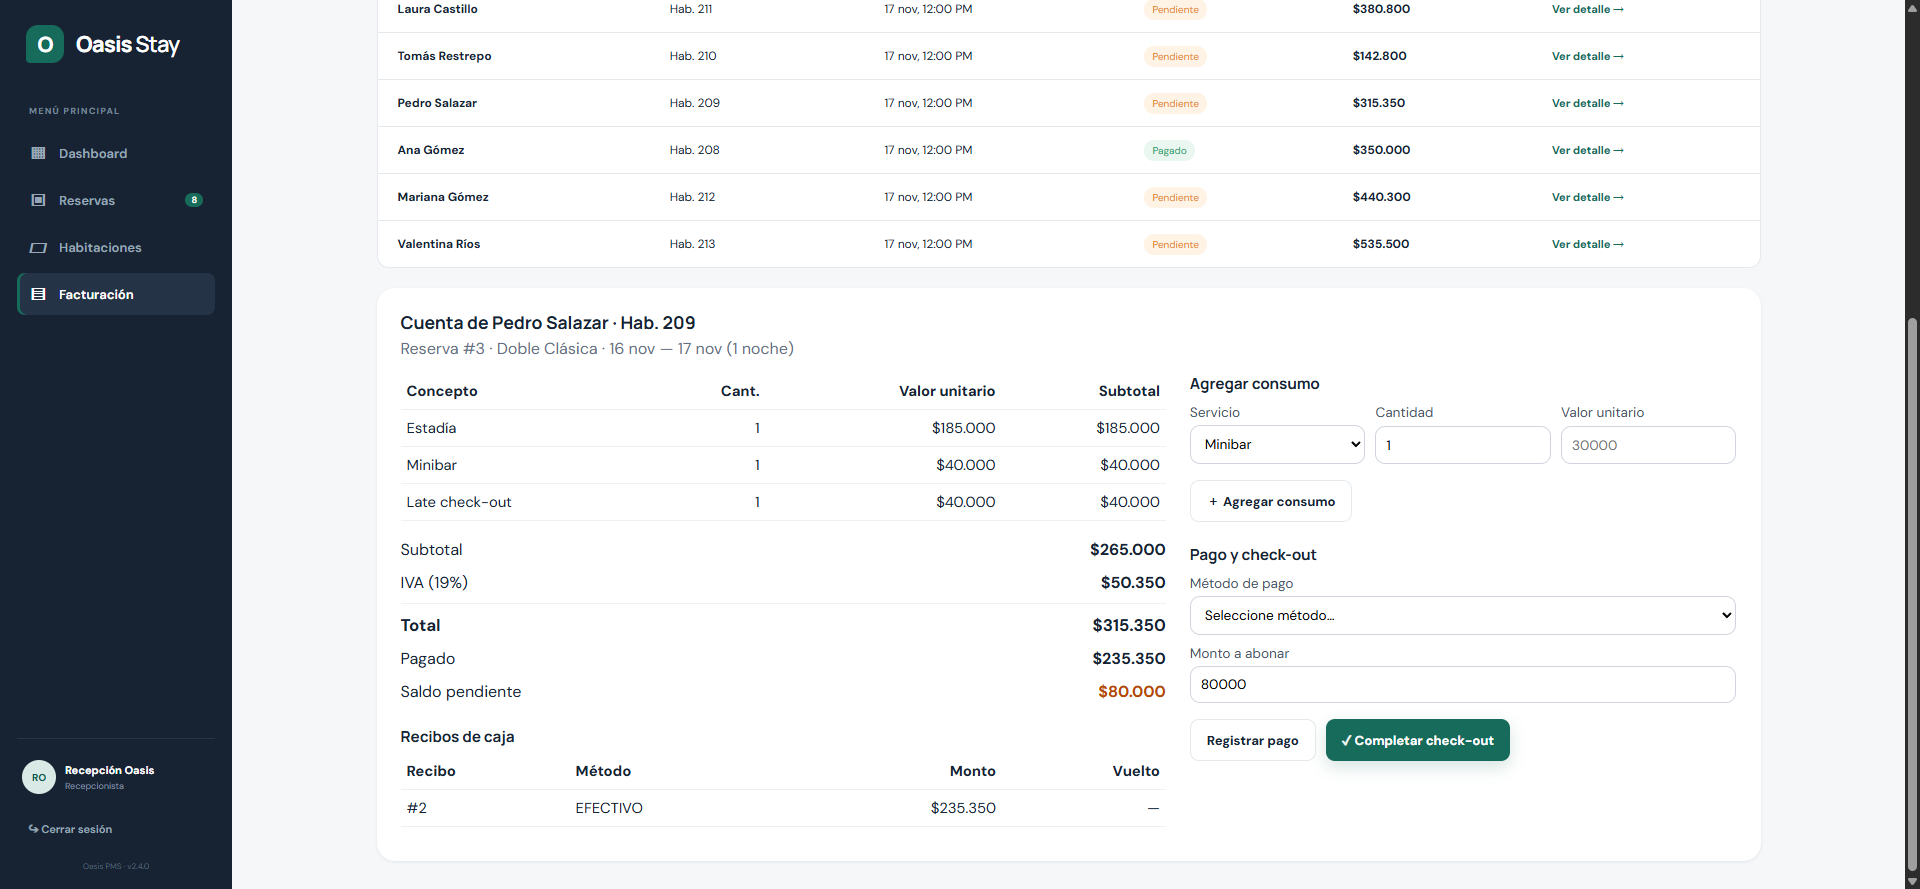 O Oasis Stay
MENÚ PRINCIPAL
Dashboard
Reservas 8
Habitaciones
Facturación
Recepción Oasis
RO
Recepcionista
↪ Cerrar sesión
Oasis PMS · v2.4.0
Laura Castillo Hab. 211 17 nov, 12:00 PM Pendiente $380.800 Ver detalle →
Tomás Restrepo Hab. 210 17 nov, 12:00 PM Pendiente $142.800 Ver detalle →
Pedro Salazar Hab. 209 17 nov, 12:00 PM Pendiente $315.350 Ver detalle →
Ana Gómez Hab. 208 17 nov, 12:00 PM Pagado $350.000 Ver detalle →
Mariana Gómez Hab. 212 17 nov, 12:00 PM Pendiente $440.300 Ver detalle →
Valentina Ríos Hab. 213 17 nov, 12:00 PM Pendiente $535.500 Ver detalle →
Cuenta de Pedro Salazar · Hab. 209
Reserva #3 · Doble Clásica · 16 nov — 17 nov (1 noche)
Concepto Cant. Valor unitario Subtotal
Estadía 1 $185.000 $185.000
Minibar 1 $40.000 $40.000
Late check-out 1 $40.000 $40.000
Subtotal $265.000
IVA (19%) $50.350
Total $315.350
Pagado $235.350
Saldo pendiente $80.000
Recibos de caja
Recibo Método Monto Vuelto
#2 EFECTIVO $235.350 —
Agregar consumo
Servicio Cantidad Valor unitario
Minibar 1 30000
+ Agregar consumo
Pago y check-out
Método de pago
Seleccione método...
Monto a abonar
80000
Registrar pago ✓ Completar check-out